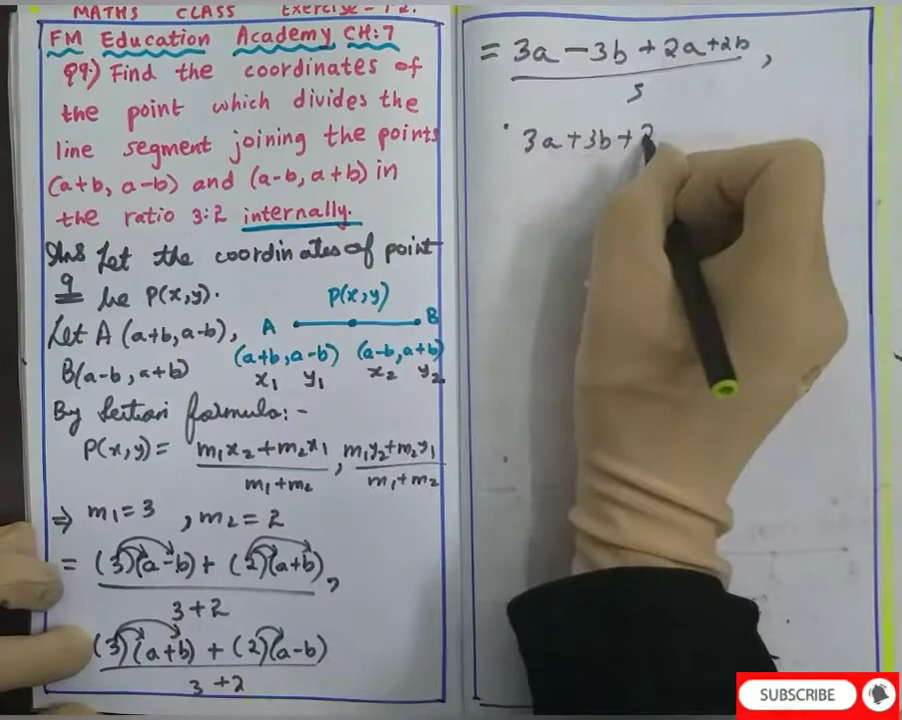 MATHS CLASS Exercise - 7.2.
FM Education Academy CH:7
Q9:) Find the coordinates of
the point which divides the
line segment joining the points
(a+b, a-b) and (a-b, a+b) in
the ratio 3:2 internally.
Ans Let the coordinates of point
9 be P(x,y).
P(x,y)
Let A (a+b, a-b),
A B
B(a-b, a+b)
(a+b, a-b) (a-b, a+b)
x₁ y₁ x₂ y₂
By Section formula:-
P(x,y) = m₁x₂+m₂x₁ , m₁y₂+m₂y₁
m₁+m₂ m₁+m₂
⇒ m₁=3 , m₂=2
= (3)(a-b) + (2)(a+b) ,
3+2
(3)(a+b) + (2)(a-b)
3+2
= 3a-3b+2a+2b ,
5
3a+3b+2
SUBSCRIBE